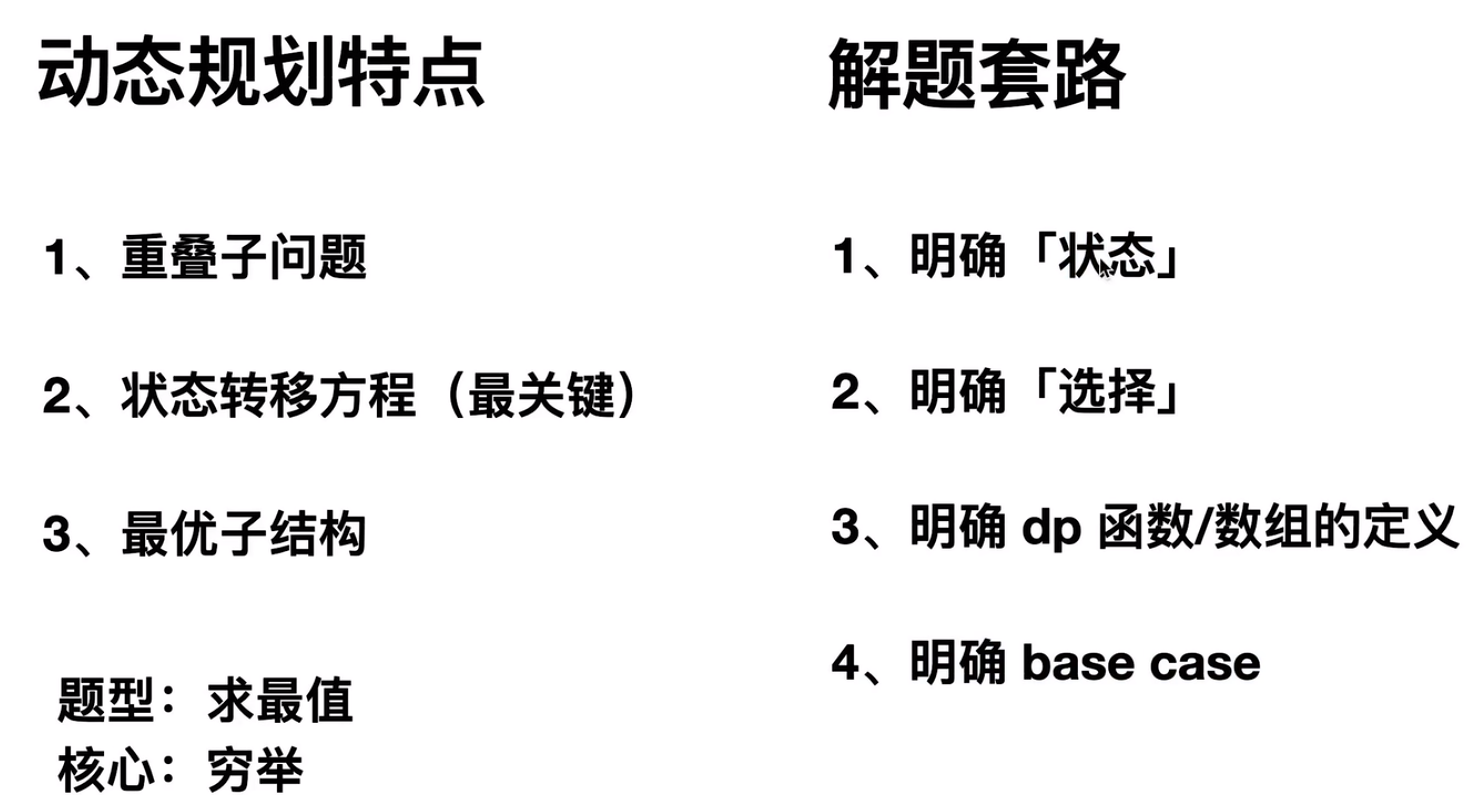 动态规划特点
1、重叠子问题
2、状态转移方程（最关键）
3、最优子结构
题型：求最值
核心：穷举
解题套路
1、明确「状态」
2、明确「选择」
3、明确 dp 函数/数组的定义
4、明确 base case